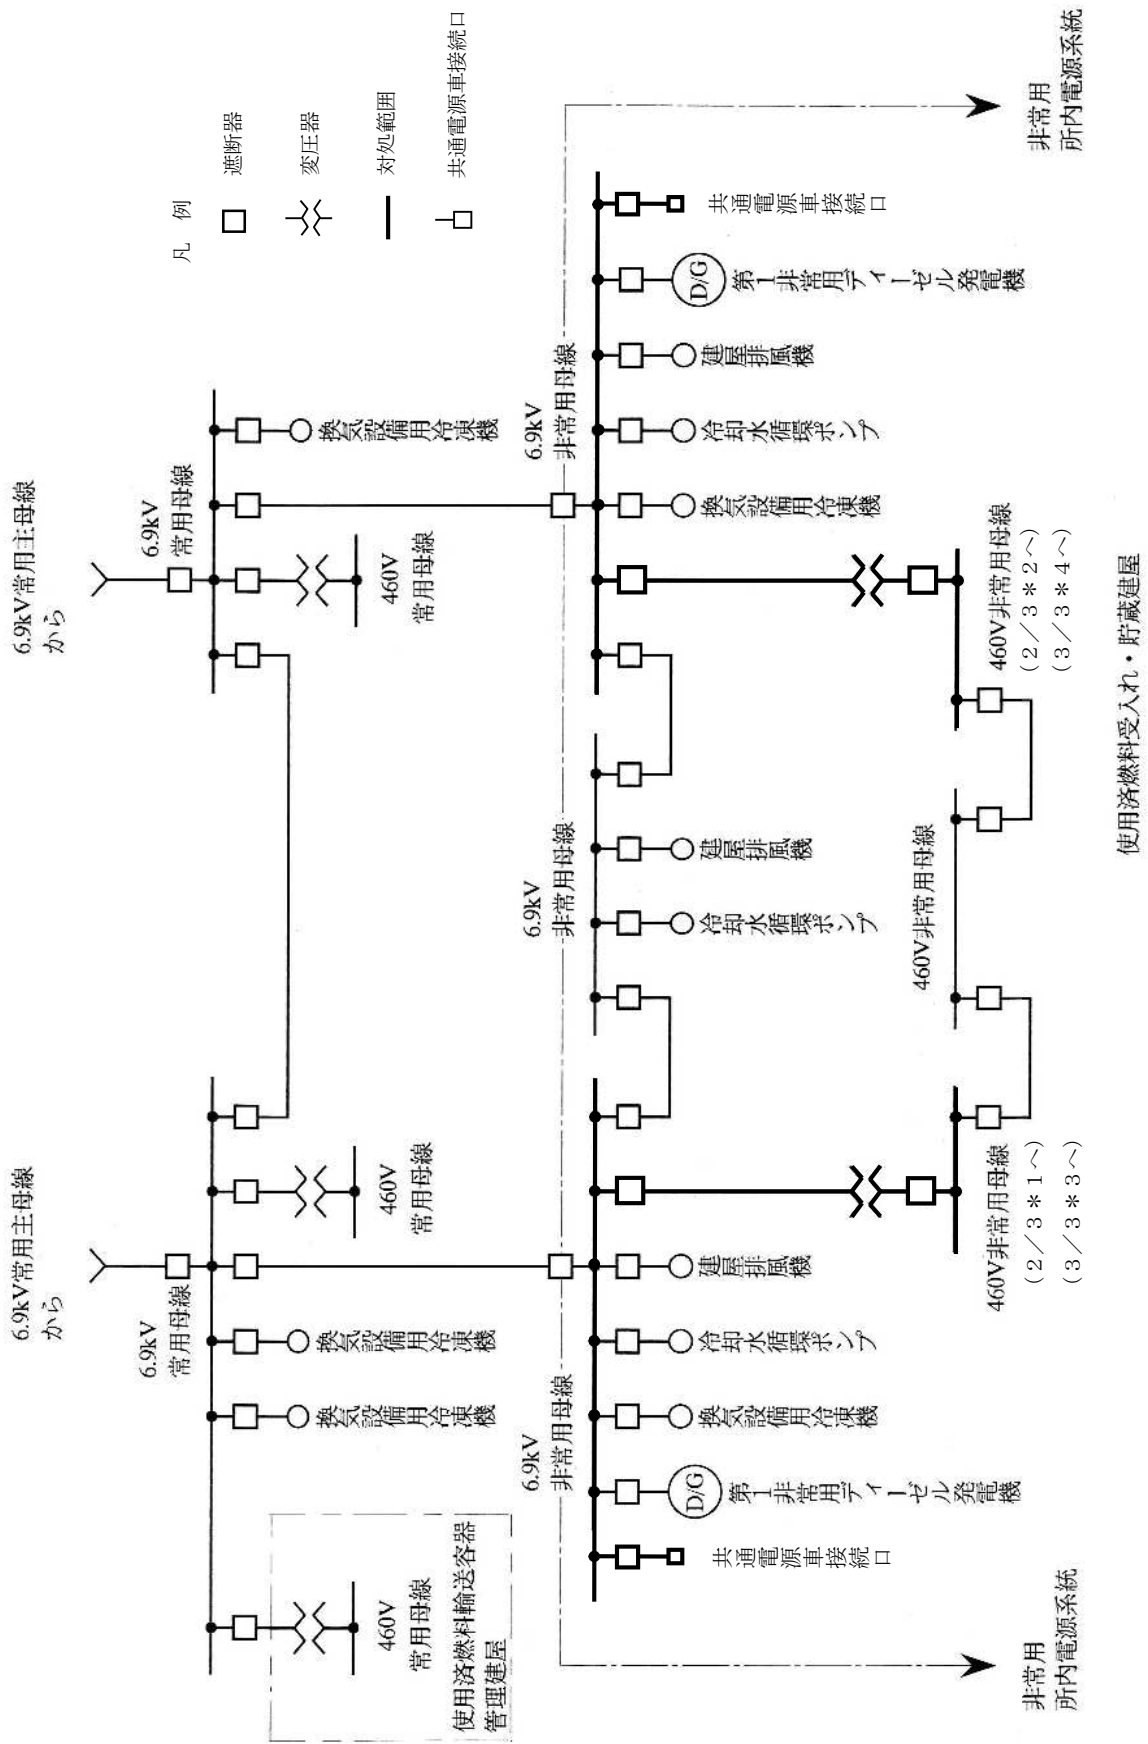 凡　例
遮断器
変圧器
対処範囲
共通電源車接続口
6.9kV常用主母線
から
6.9kV常用主母線
から
6.9kV
常用母線
6.9kV
常用母線
460V
常用母線
使用済燃料輸送容器
管理建屋
換気設備用冷凍機
換気設備用冷凍機
460V
常用母線
460V
常用母線
換気設備用冷凍機
6.9kV
非常用母線
6.9kV
非常用母線
6.9kV
非常用母線
共通電源車接続口
D/G
第1非常用ディーゼル発電機
換気設備用冷凍機
冷却水循環ポンプ
建屋排風機
冷却水循環ポンプ
建屋排風機
換気設備用冷凍機
冷却水循環ポンプ
建屋排風機
D/G
第1非常用ディーゼル発電機
共通電源車接続口
460V非常用母線
(2／3＊1へ)
(3／3＊3へ)
460V非常用母線
460V非常用母線
(2／3＊2へ)
(3／3＊4へ)
非常用
所内電源系統
非常用
所内電源系統
使用済燃料受入れ・貯蔵建屋